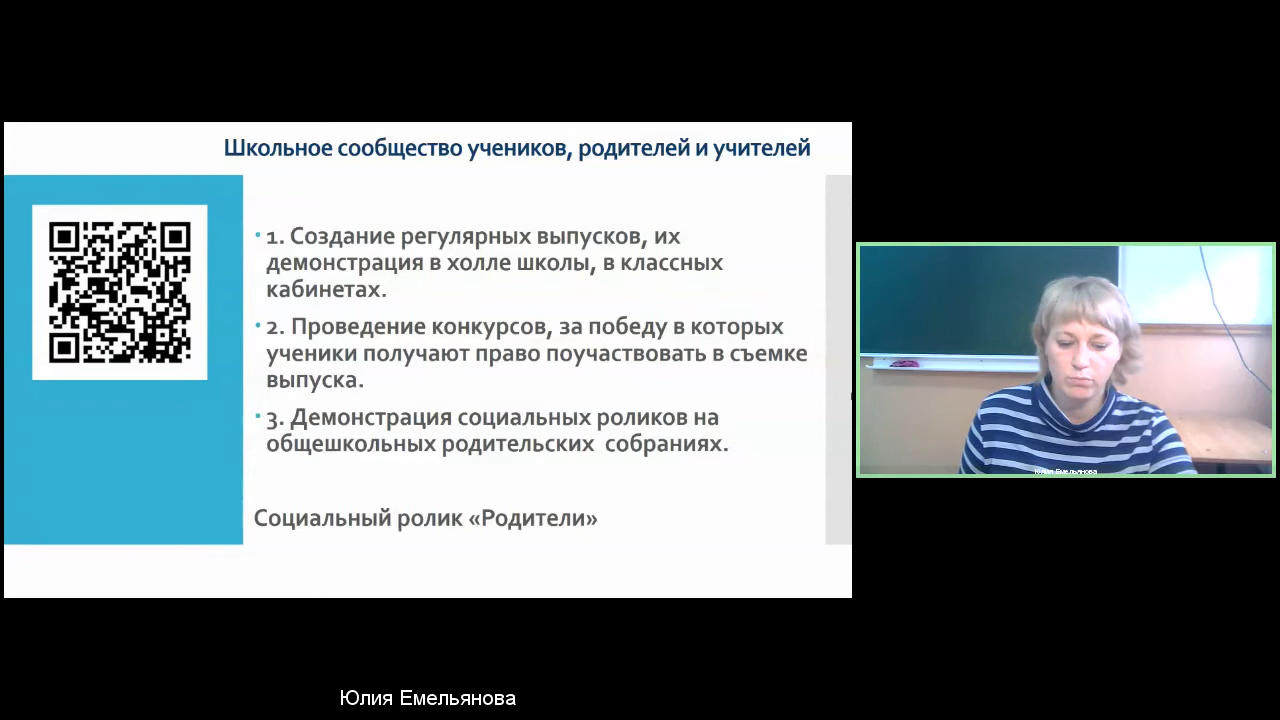 Школьное сообщество учеников, родителей и учителей
1. Создание регулярных выпусков, их
демонстрация в холле школы, в классных
кабинетах.
2. Проведение конкурсов, за победу в которых
ученики получают право поучаствовать в съемке
выпуска.
3. Демонстрация социальных роликов на
общешкольных родительских собраниях.
Социальный ролик «Родители»
Юлия Емельянова
Юлия Емельянова